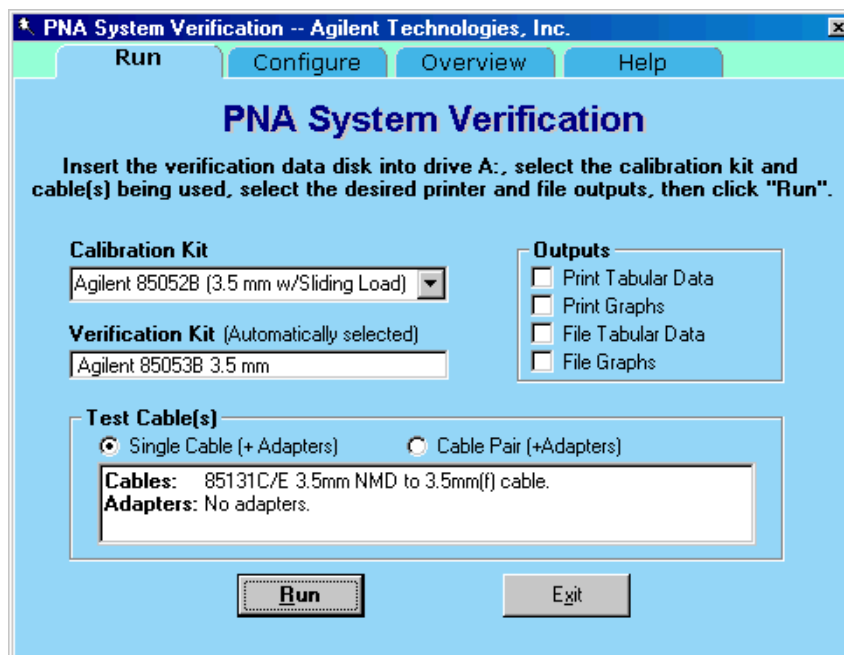 PNA System Verification -- Agilent Technologies, Inc.
Run Configure Overview Help
PNA System Verification
Insert the verification data disk into drive A:, select the calibration kit and
cable(s) being used, select the desired printer and file outputs, then click "Run".
Calibration Kit
Agilent 85052B (3.5 mm w/Sliding Load)
Verification Kit (Automatically selected)
Agilent 85053B 3.5 mm
Outputs
Print Tabular Data
Print Graphs
File Tabular Data
File Graphs
Test Cable(s)
Single Cable (+ Adapters) Cable Pair (+Adapters)
Cables: 85131C/E 3.5mm NMD to 3.5mm(f) cable.
Adapters: No adapters.
Run Exit